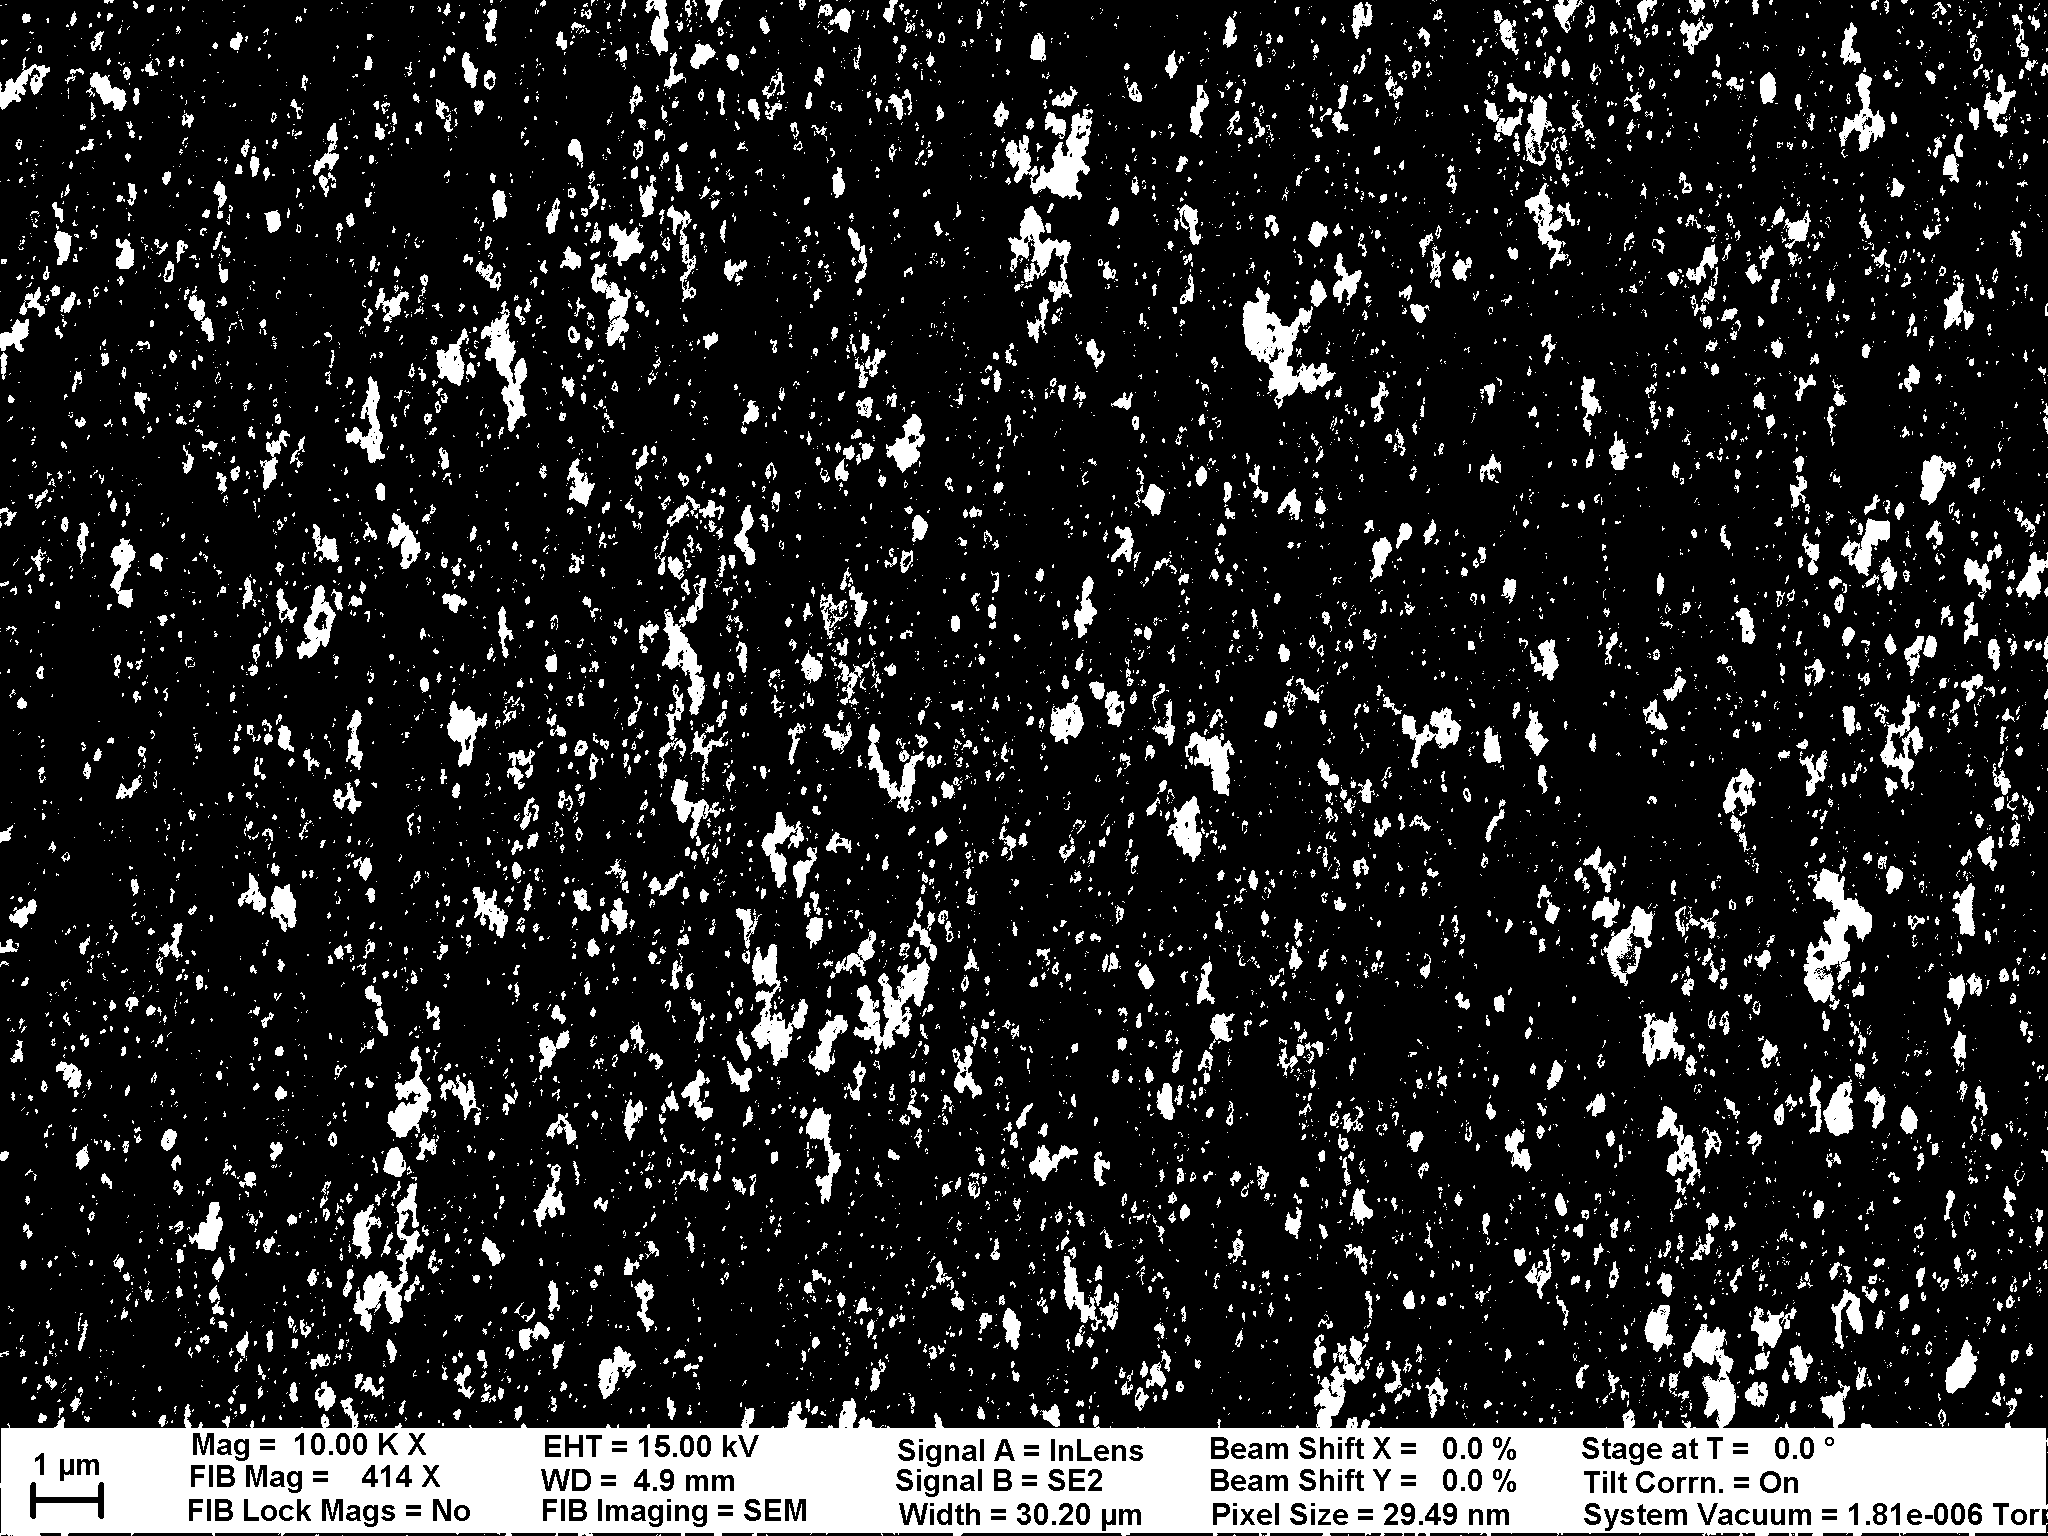 1 µm
Mag = 10.00 K X
FIB Mag = 414 X
FIB Lock Mags = No
EHT = 15.00 kV
WD = 4.9 mm
FIB Imaging = SEM
Signal A = InLens
Signal B = SE2
Width = 30.20 µm
Beam Shift X = 0.0 %
Beam Shift Y = 0.0 %
Pixel Size = 29.49 nm
Stage at T = 0.0 °
Tilt Corrn. = On
System Vacuum = 1.81e-006 Torr